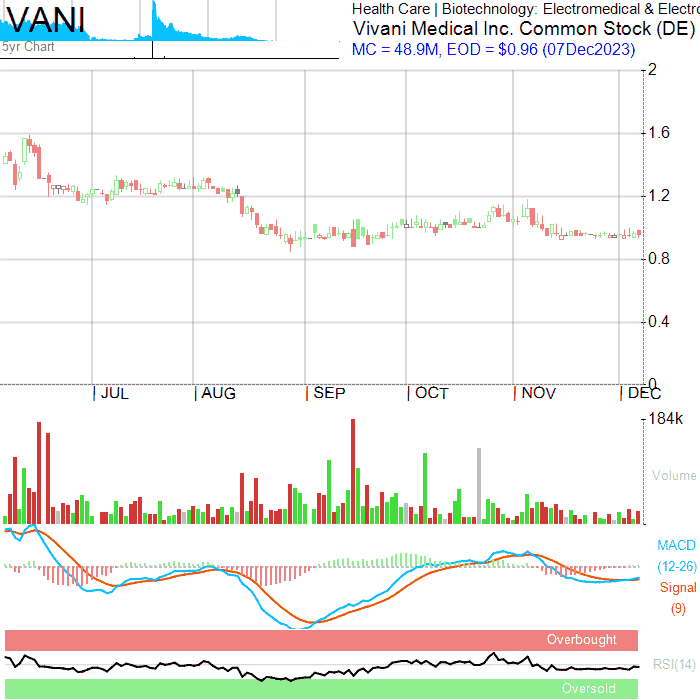 VANI
5yr Chart
Health Care | Biotechnology: Electromedical & Electro
Vivani Medical Inc. Common Stock (DE)
MC = 48.9M, EOD = $0.96 (07Dec2023)
2
1.6
1.2
0.8
0.4
0
JUL AUG SEP OCT NOV DEC
184k
Volume
MACD
(12-26)
Signal
(9)
Overbought
RSI(14)
Oversold